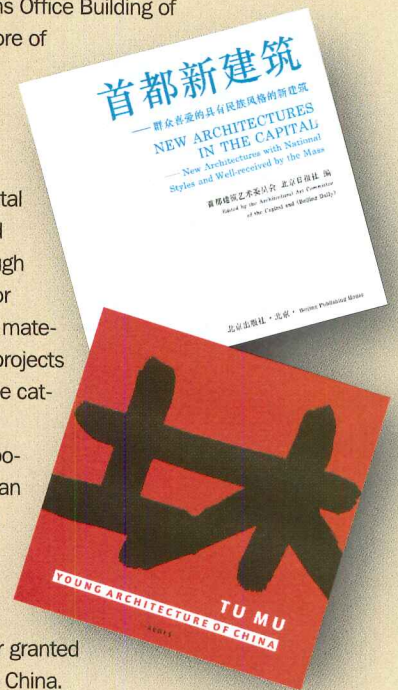 ns Office Building of
ore of
tal
d
ugh
or
mate-
projects
e cat-
oo-
an
r granted
China.
首都新建筑
——群众喜爱的具有民族风格的新建筑
NEW ARCHITECTURES
IN THE CAPITAL
—— New Architectures with National
Styles and Well-received by the Mass
首都建筑艺术委员会 北京日报社 编
Edited by the Architectural Art Committee
of the Capital and 《Beijing Daily》
北京出版社·北京· Beijing Publishing House
TU MU
YOUNG ARCHITECTURE OF CHINA
AEDES